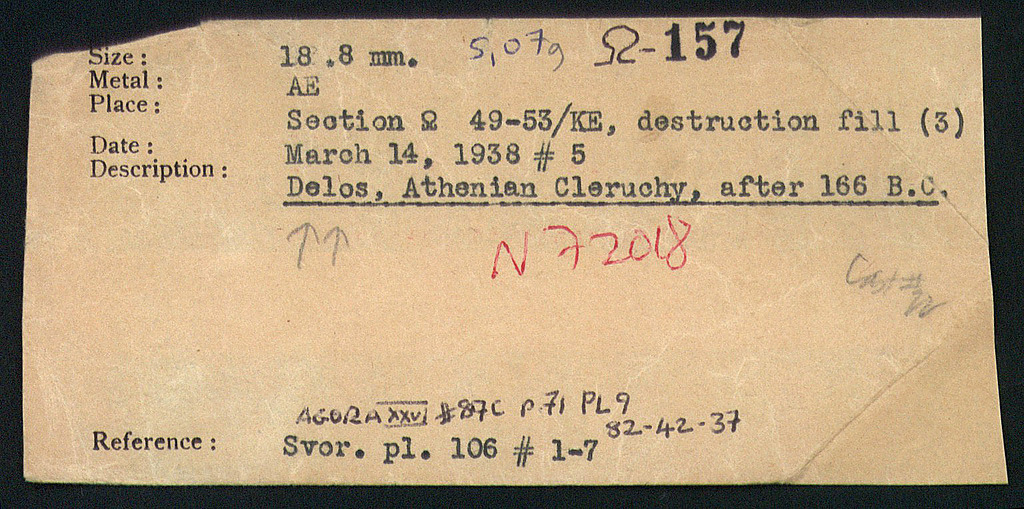 Size : 18.8 mm. 5,07g Ω-157
Metal : AE
Place :
Section Ω 49-53/KE, destruction fill (3)
Date : March 14, 1938 # 5
Description :
Delos, Athenian Cleruchy, after 166 B.C.
↑↑
N 72018
Cast #
AGORA XXVI #87C P.71 PL9
82-42-37
Reference : Svor. pl. 106 # 1-7